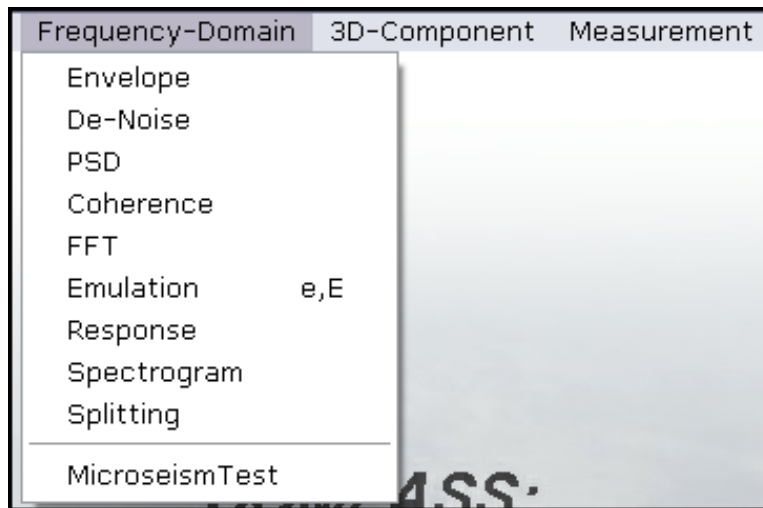 Frequency-Domain 3D-Component Measurement
Envelope
De-Noise
PSD
Coherence
FFT
Emulation e,E
Response
Spectrogram
Splitting
MicroseismTest